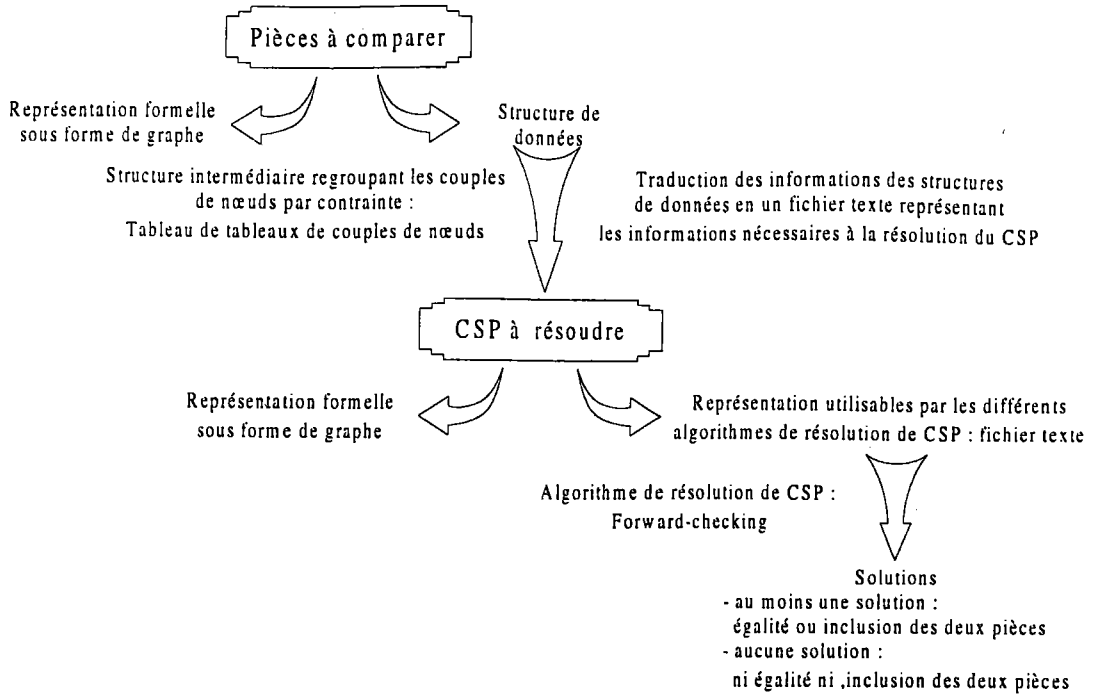 Pièces à comparer
Représentation formelle
sous forme de graphe
Structure de
données
Structure intermédiaire regroupant les couples
de nœuds par contrainte :
Tableau de tableaux de couples de nœuds
Traduction des informations des structures
de données en un fichier texte représentant
les informations nécessaires à la résolution du CSP
CSP à résoudre
Représentation formelle
sous forme de graphe
Représentation utilisables par les différents
algorithmes de résolution de CSP : fichier texte
Algorithme de résolution de CSP :
Forward-checking
Solutions
- au moins une solution :
égalité ou inclusion des deux pièces
- aucune solution :
ni égalité ni ,inclusion des deux pièces